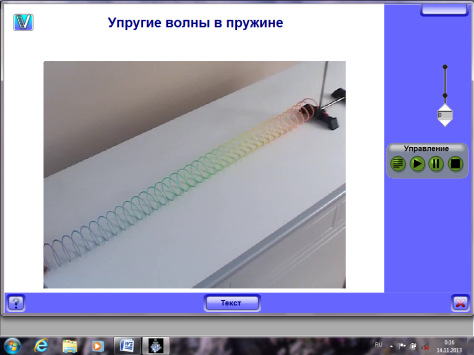 Упругие волны в пружине
Управление
Текст
?
RU
9:16
14.11.2013